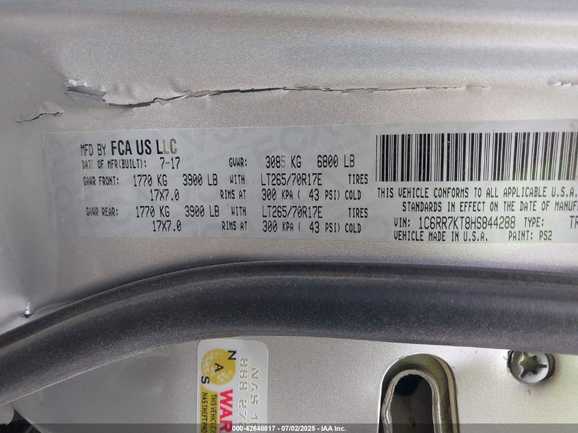 MFD BY FCA US LLC
DATE OF MFR(BUILT): 7-17 GVWR: 3085 KG 6800 LB
GAWR FRONT: 1770 KG 3900 LB WITH LT265/70R17E TIRES
17X7.0 RIMS AT 300 KPA ( 43 PSI) COLD
GAWR REAR: 1770 KG 3900 LB WITH LT265/70R17E TIRES
17X7.0 RIMS AT 300 KPA ( 43 PSI) COLD
THIS VEHICLE CONFORMS TO ALL APPLICABLE
STANDARDS IN EFFECT ON THE DATE OF MANUF
VIN: 1C6RR7KT8HS844288 TYPE: TR
VEHICLE MADE IN U.S.A. PAINT: PS2
N A S
WAR
000-42646817 - 07/02/2025 - IAA Inc.